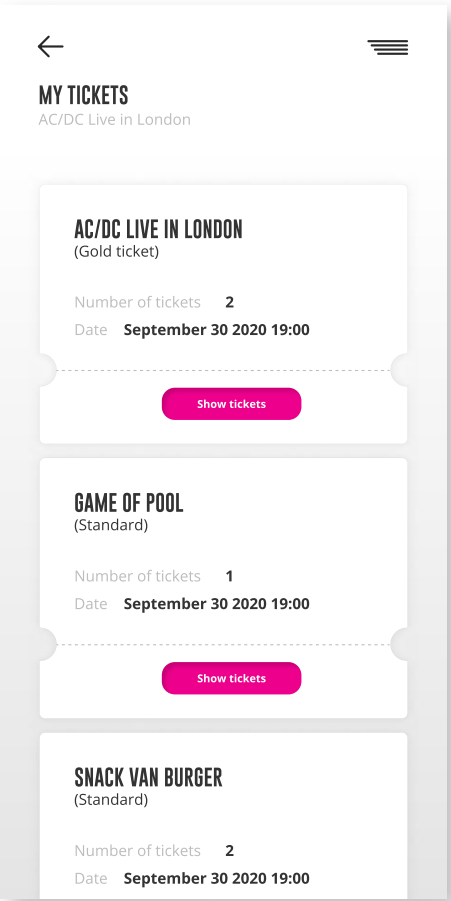 MY TICKETS
AC/DC Live in London
AC/DC LIVE IN LONDON
(Gold ticket)
Number of tickets 2
Date September 30 2020 19:00
Show tickets
GAME OF POOL
(Standard)
Number of tickets 1
Date September 30 2020 19:00
Show tickets
SNACK VAN BURGER
(Standard)
Number of tickets 2
Date September 30 2020 19:00